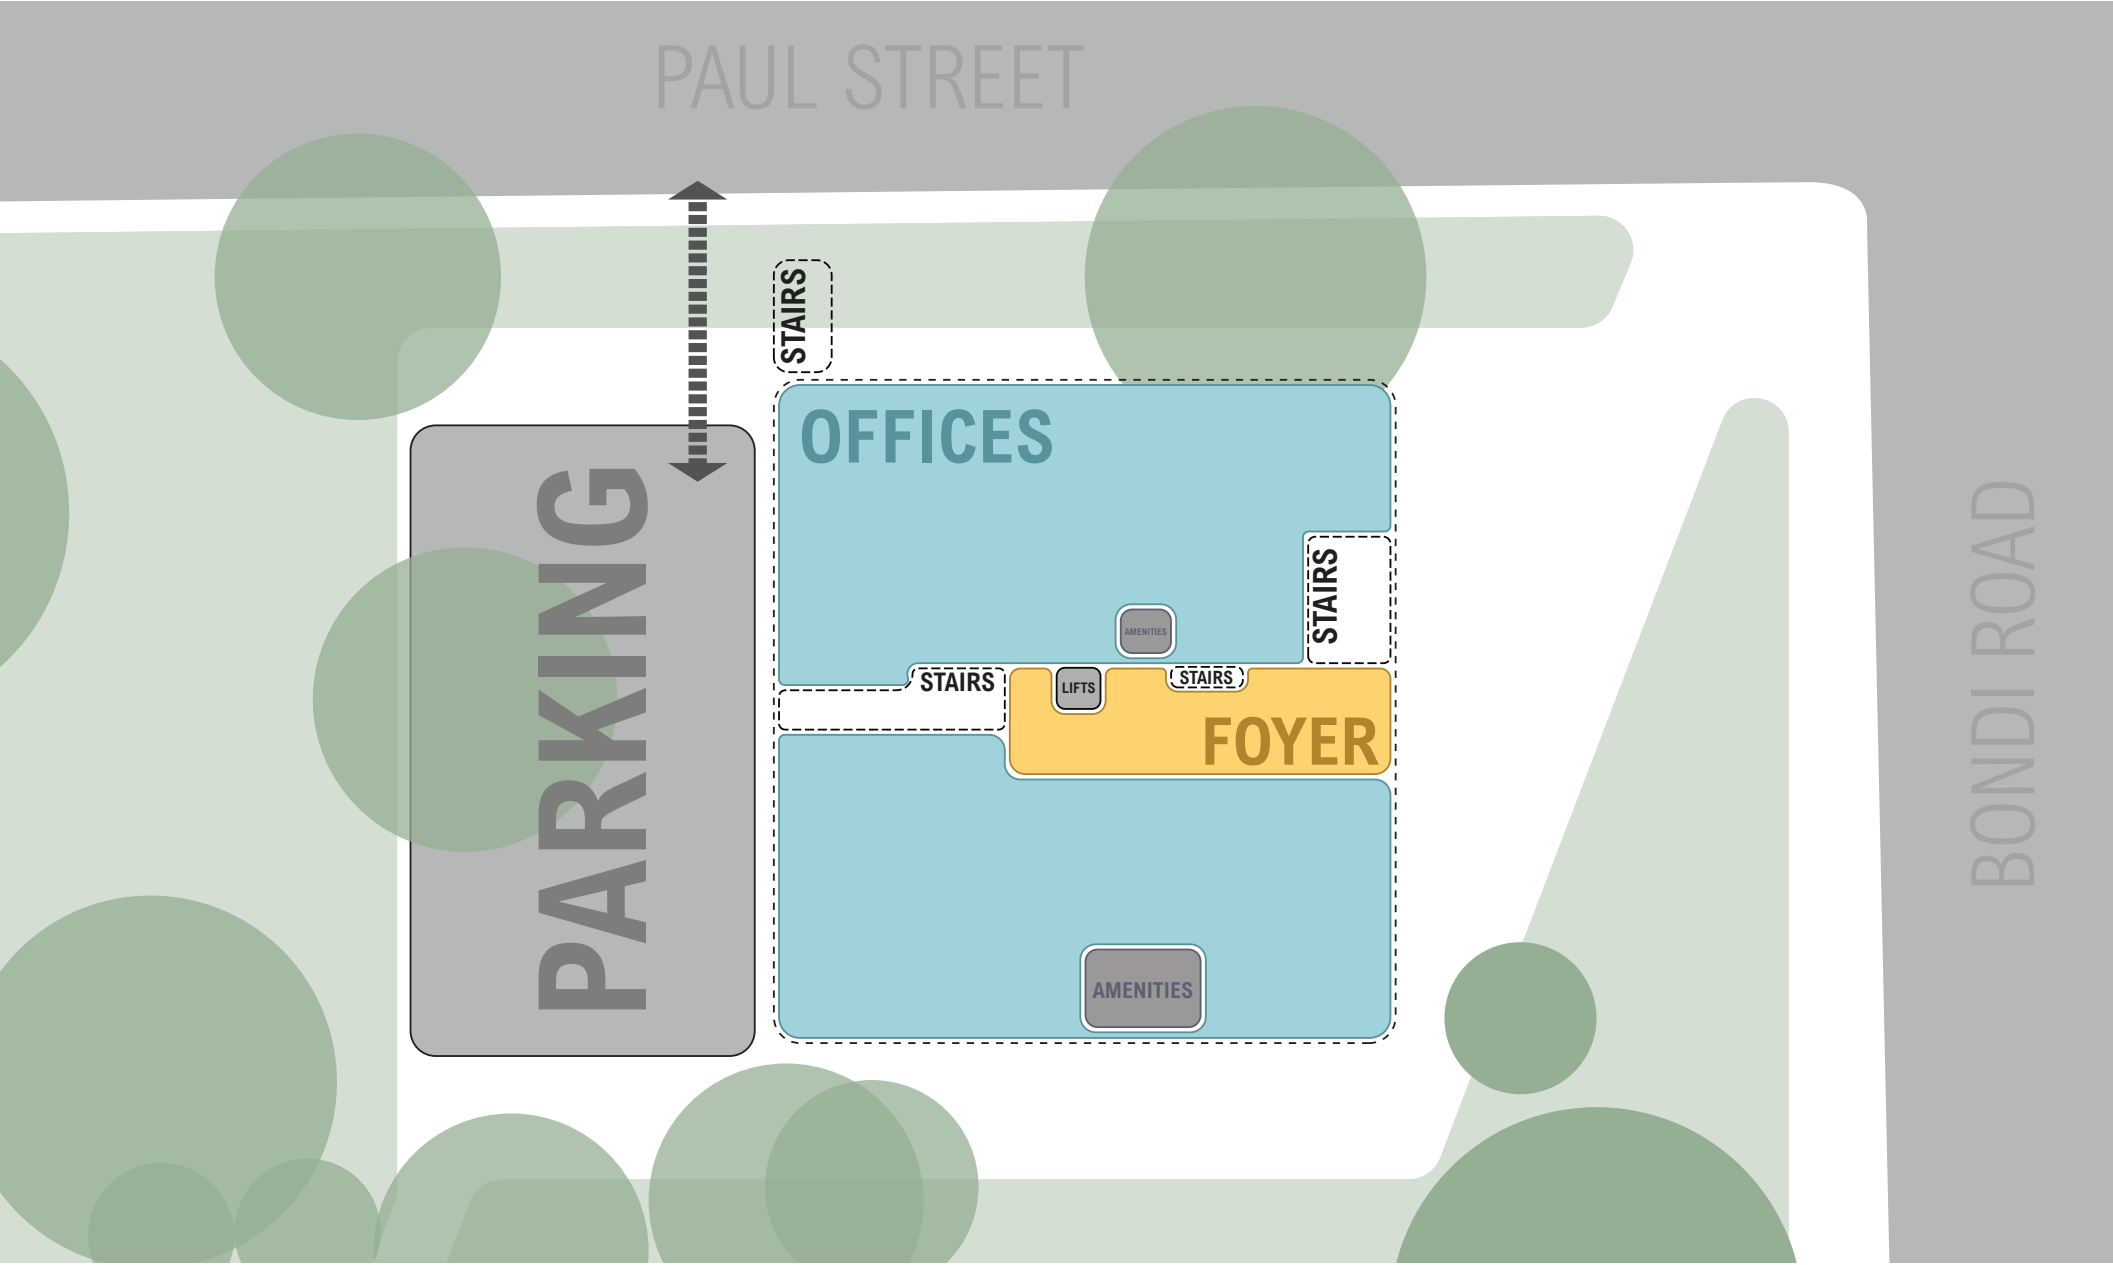 PAUL STREET
STAIRS
OFFICES
PARKING
BONDI ROAD
STAIRS
AMENITIES
STAIRS
LIFTS
STAIRS
FOYER
AMENITIES